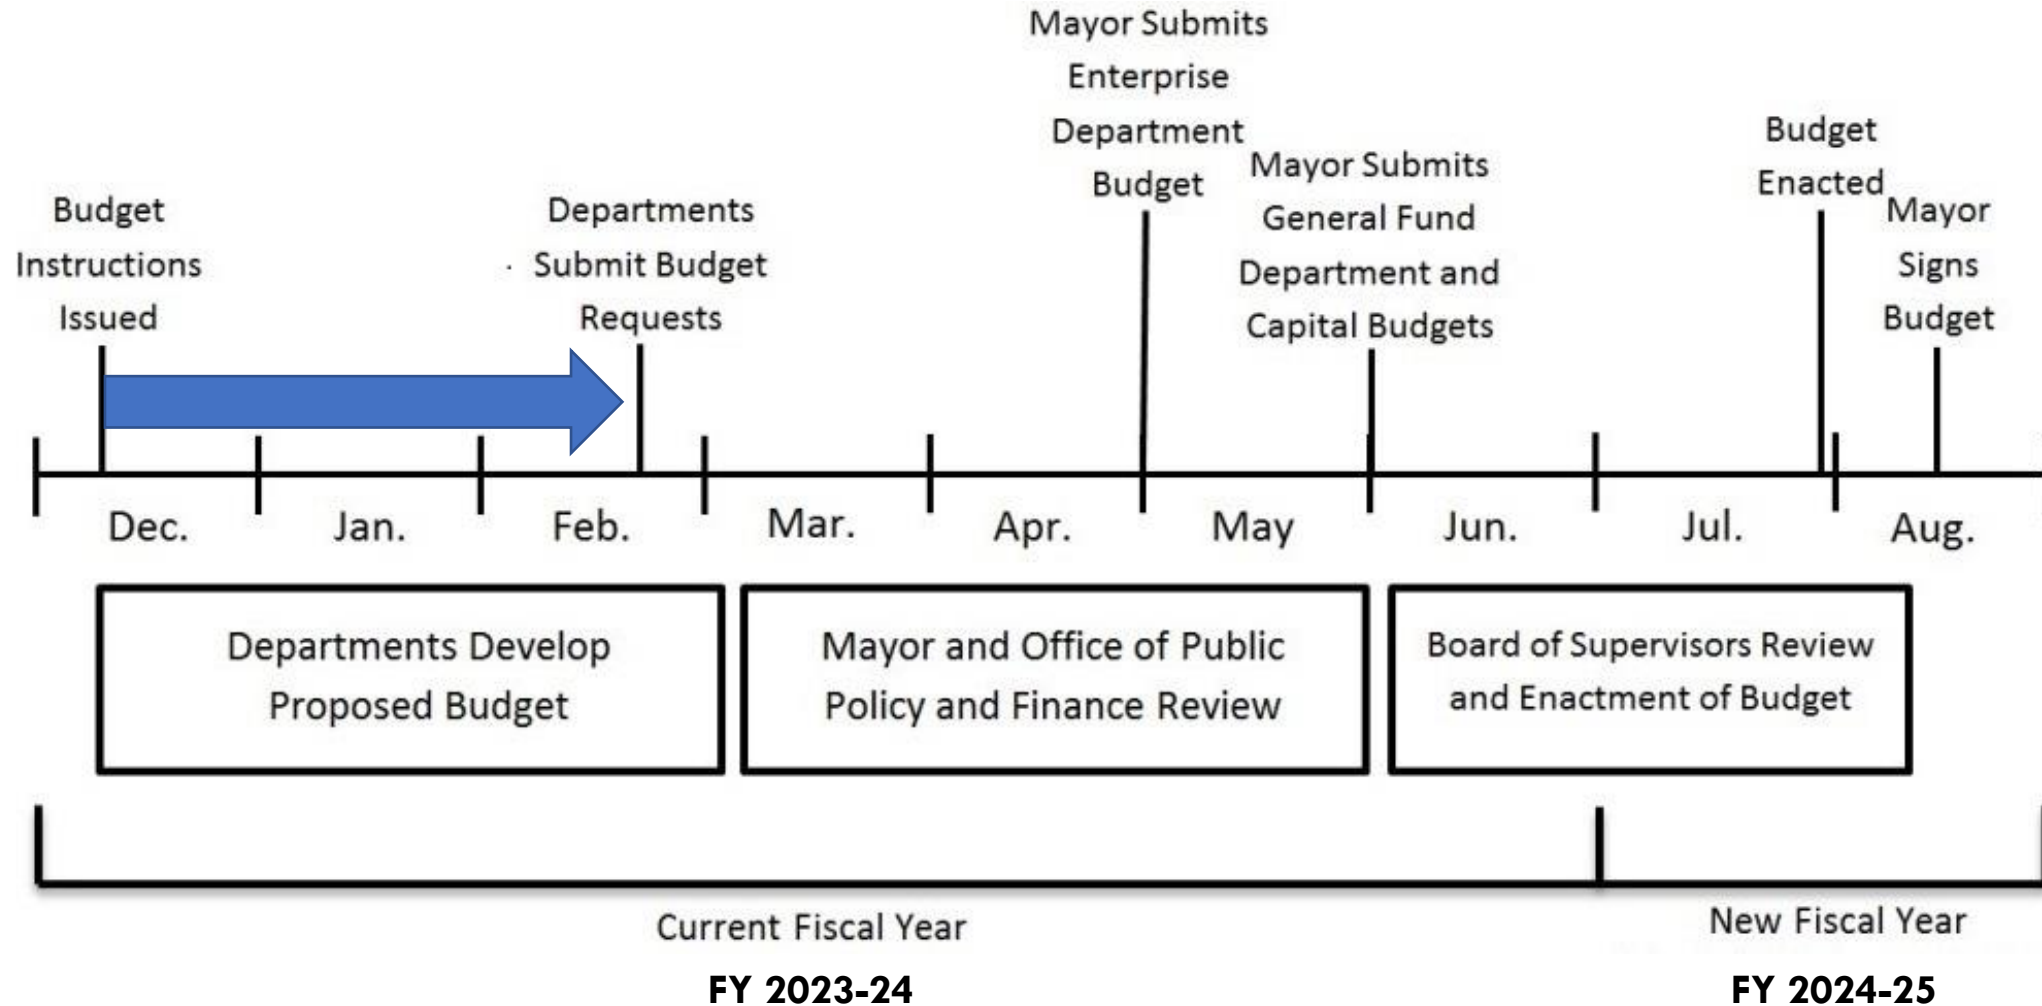 Mayor Submits
Enterprise
Department
Budget
Budget
Instructions
Issued
Departments
Submit Budget
Requests
Mayor Submits
General Fund
Department and
Capital Budgets
Budget
Enacted
Mayor
Signs
Budget
Dec.
Jan.
Feb.
Mar.
Apr.
May
Jun.
Jul.
Aug.
Departments Develop
Proposed Budget
Mayor and Office of Public
Policy and Finance Review
Board of Supervisors Review
and Enactment of Budget
Current Fiscal Year
FY 2023-24
New Fiscal Year
FY 2024-25